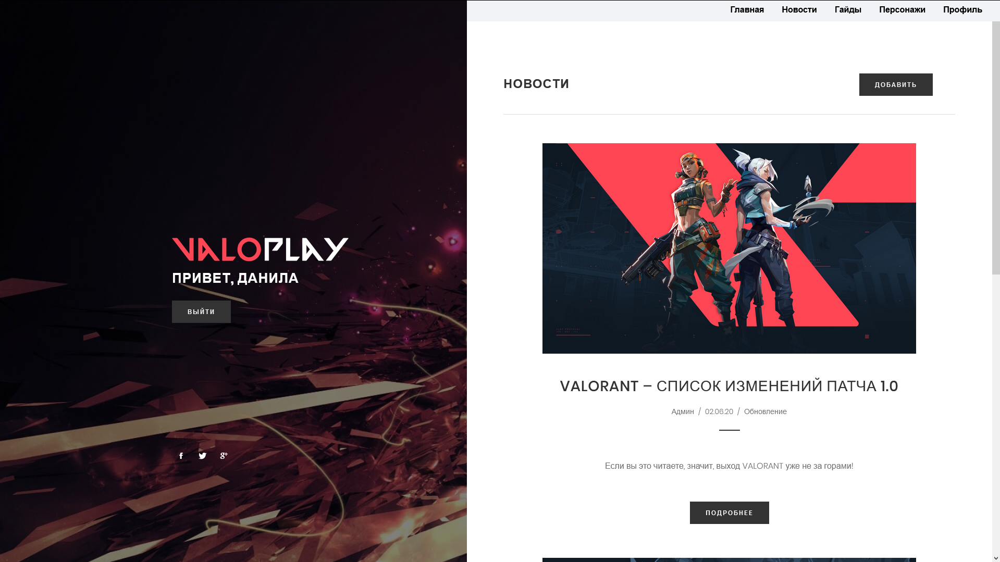 Главная Новости Гайды Персонажи Профиль
VALOPLAY
ПРИВЕТ, ДАНИЛА
ВЫЙТИ
НОВОСТИ
ДОБАВИТЬ
VALORANT – СПИСОК ИЗМЕНЕНИЙ ПАТЧА 1.0
Админ / 02.06.20 / Обновление
Если вы это читаете, значит, выход VALORANT уже не за горами!
ПОДРОБНЕЕ